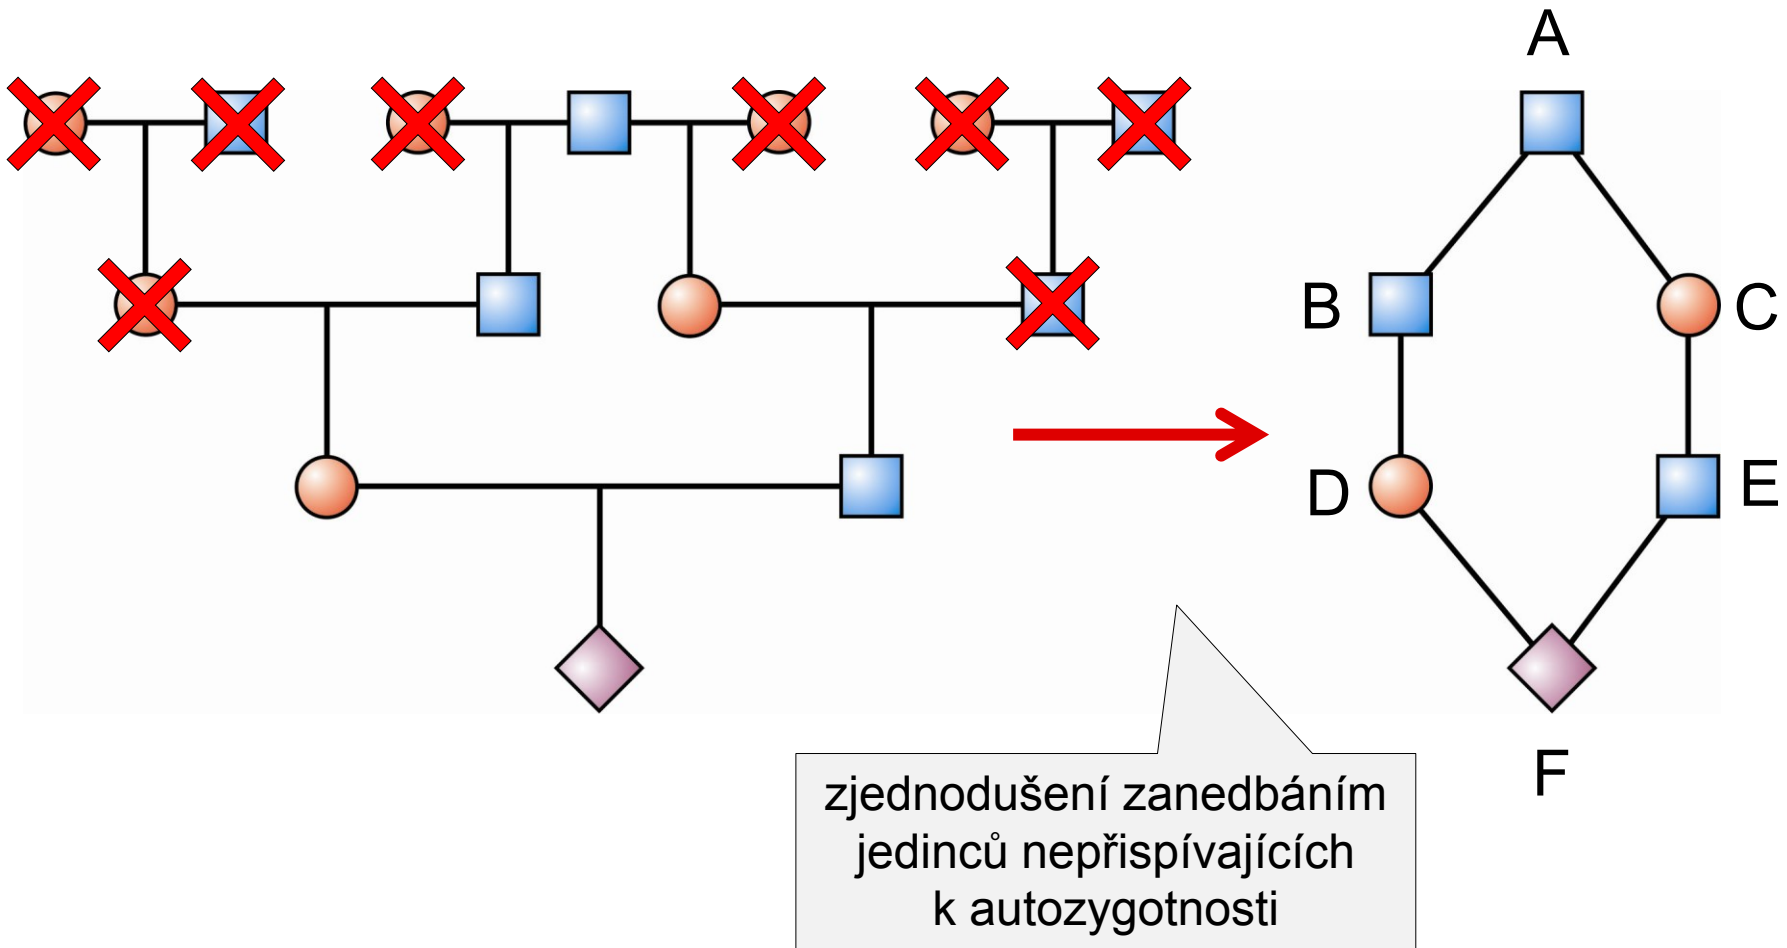 A
B
C
D
E
F
zjednodušení zanedbáním
jedinců nepřispívajících
k autozygotnosti